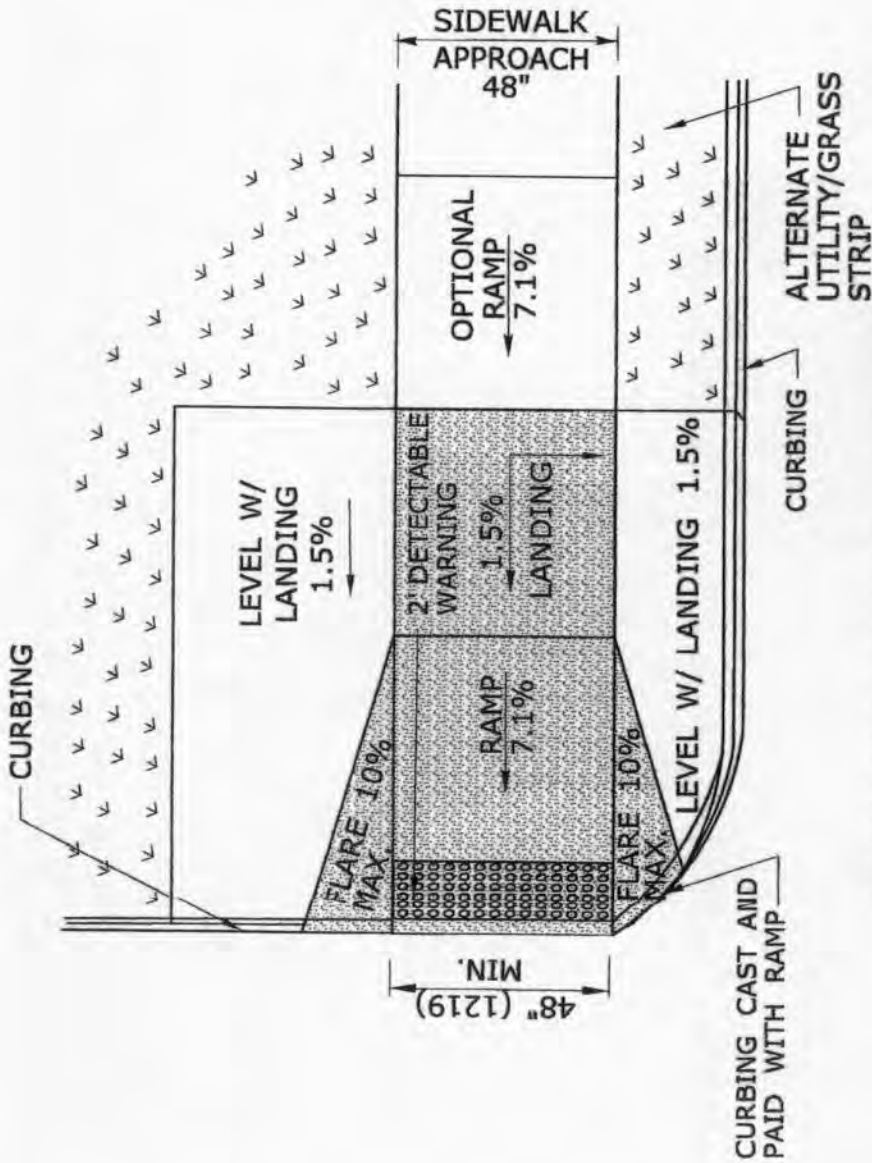 SIDEWALK
APPROACH
48"
CURBING
LEVEL W/
LANDING
1.5%
OPTIONAL
RAMP
7.1%
2' DETECTABLE
WARNING
1.5%
LANDING
RAMP
7.1%
FLARE 10%
MAX.
FLARE 10%
MAX.
LEVEL W/ LANDING 1.5%
48" (1219)
MIN.
ALTERNATE
UTILITY/GRASS
STRIP
CURBING
CURBING CAST AND
PAID WITH RAMP